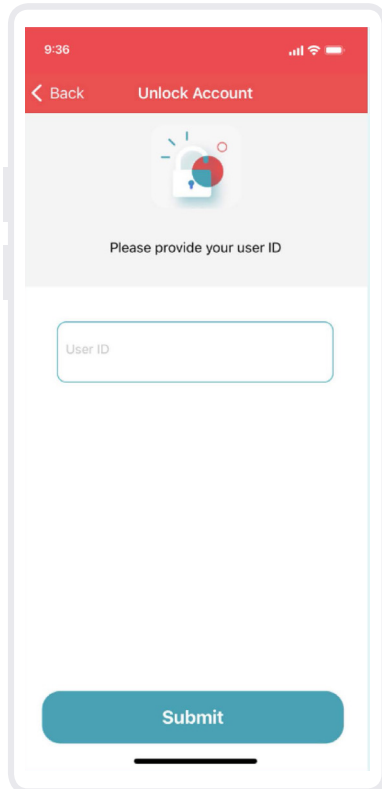 9:36
Back
Unlock Account
Please provide your user ID
User ID
Submit